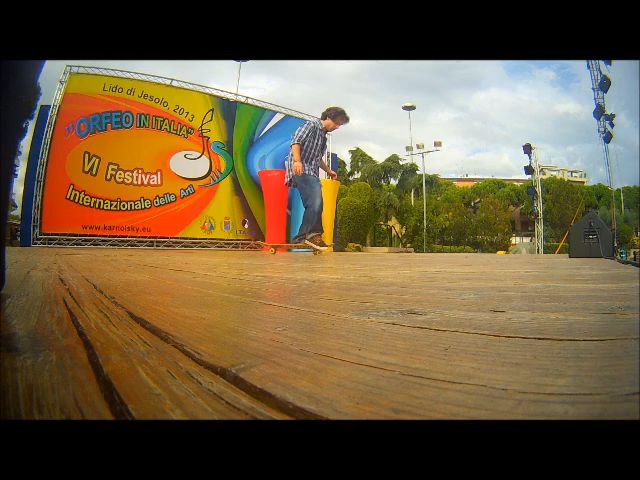 Lido di Jesolo, 2013
"ORFEO IN ITALIA"
VI Festival
Internazionale delle Arti
www.karnolsky.eu